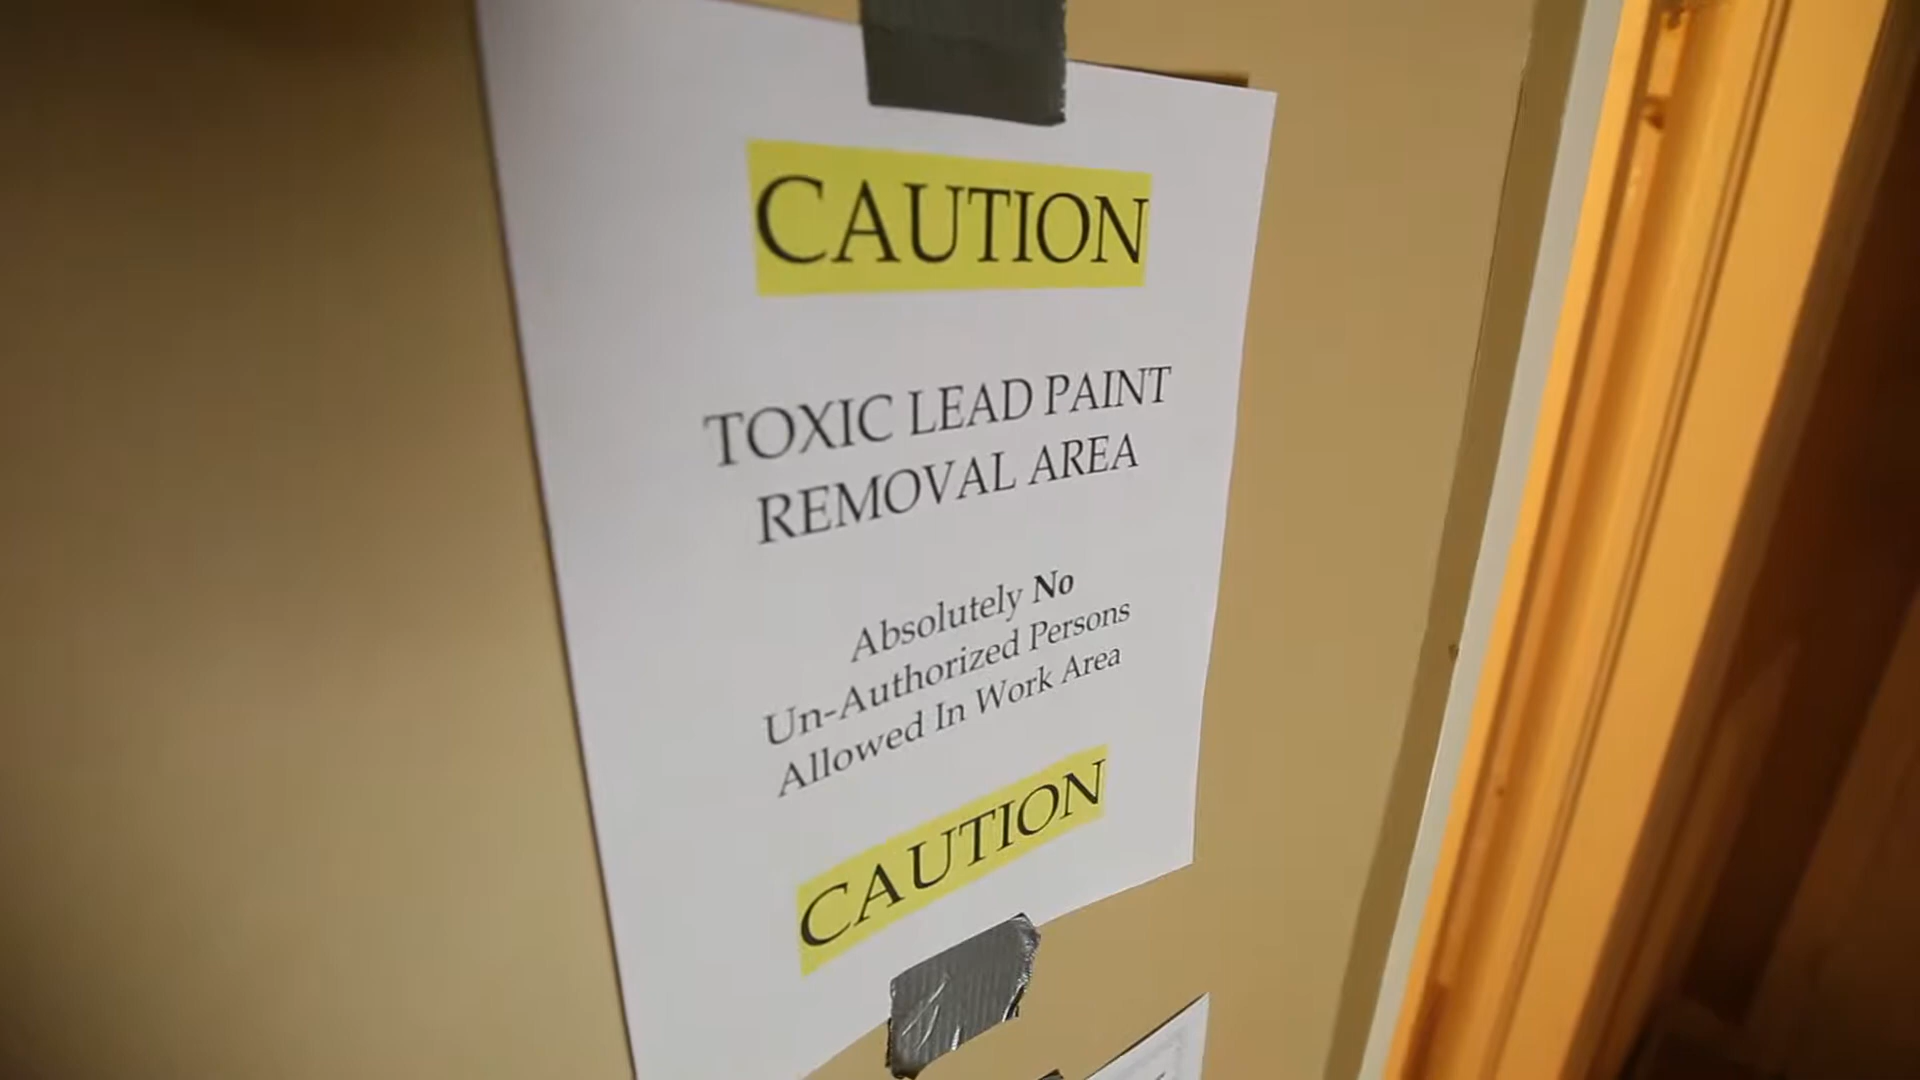 CAUTION
TOXIC LEAD PAINT
REMOVAL AREA
Absolutely No
Un-Authorized Persons
Allowed In Work Area
CAUTION